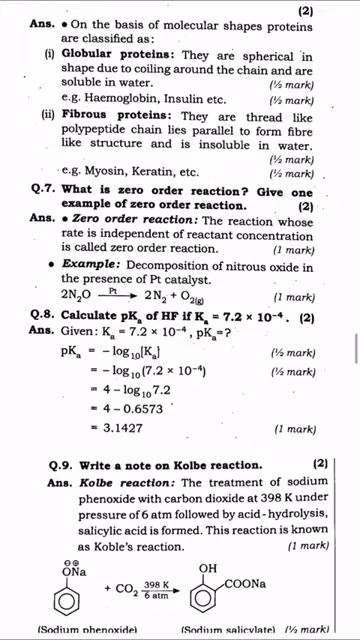 (2)
Ans. • On the basis of molecular shapes proteins
are classified as:
(i) Globular proteins: They are spherical in
shape due to coiling around the chain and are
soluble in water. (½ mark)
e.g. Haemoglobin, Insulin etc. (½ mark)
(ii) Fibrous proteins: They are thread like
polypeptide chain lies parallel to form fibre
like structure and is insoluble in water.
(½ mark)
e.g. Myosin, Keratin, etc. (½ mark)
Q.7. What is zero order reaction? Give one
example of zero order reaction. (2)
Ans. • Zero order reaction: The reaction whose
rate is independent of reactant concentration
is called zero order reaction. (1 mark)
• Example: Decomposition of nitrous oxide in
the presence of Pt catalyst.
2N₂O —Pt→ 2N₂ + O₂(g) (1 mark)
Q.8. Calculate pKₐ of HF if Kₐ = 7.2 × 10⁻⁴. (2)
Ans. Given: Kₐ = 7.2 × 10⁻⁴, pKₐ=?
pKₐ = – log₁₀[Kₐ] (½ mark)
= – log₁₀(7.2 × 10⁻⁴) (½ mark)
= 4 – log₁₀ 7.2
= 4 – 0.6573
= 3.1427 (1 mark)
Q.9. Write a note on Kolbe reaction. (2)
Ans. Kolbe reaction: The treatment of sodium
phenoxide with carbon dioxide at 398 K under
pressure of 6 atm followed by acid-hydrolysis,
salicylic acid is formed. This reaction is known
as Koble's reaction. (1 mark)
⊖⊕
ONa OH
+ CO₂ 398 K COONa
6 atm
(Sodium phenoxide) (Sodium salicylate) (½ mark)